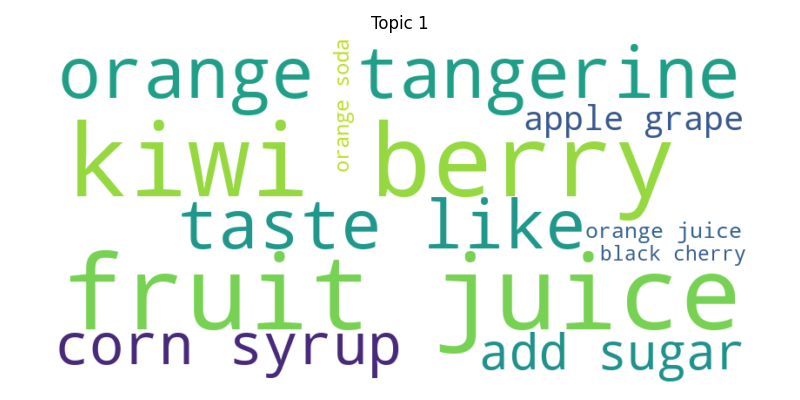 Topic 1
orange tangerine
orange soda
apple grape
kiwi berry
taste like
orange juice
black cherry
fruit juice
corn syrup
add sugar